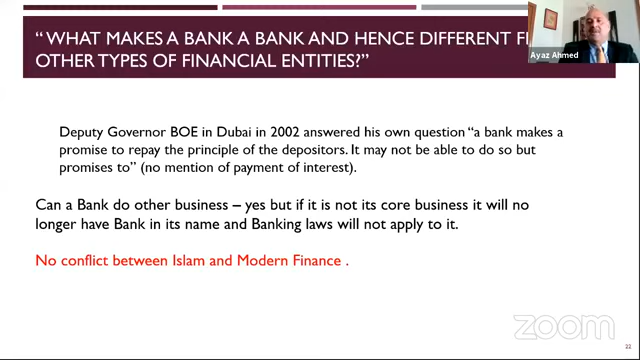 “ WHAT MAKES A BANK A BANK AND HENCE DIFFERENT
OTHER TYPES OF FINANCIAL ENTITIES?”
Ayaz Ahmed
Deputy Governor BOE in Dubai in 2002 answered his own question “a bank makes a
promise to repay the principle of the depositors. It may not be able to do so but
promises to” (no mention of payment of interest).
Can a Bank do other business – yes but if it is not its core business it will no
longer have Bank in its name and Banking laws will not apply to it.
No conflict between Islam and Modern Finance .
zoom
22